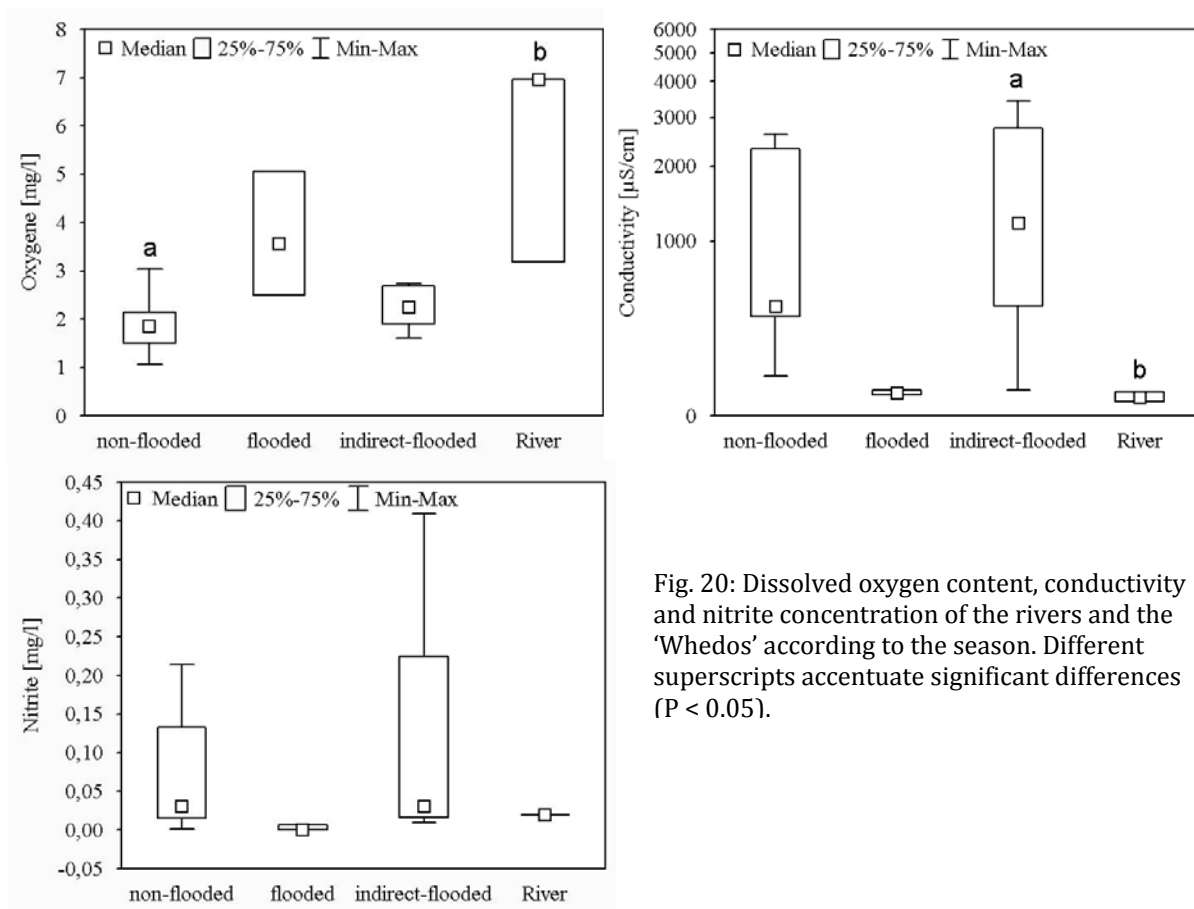 8
7
6
5
4
3
2
1
0
Oxygene [mg/l]
Median 25%-75% Min-Max
a
b
non-flooded flooded indirect-flooded River
6000
5000
4000
3000
2000
1000
0
Conductivity [µS/cm]
Median 25%-75% Min-Max
a
b
non-flooded flooded indirect-flooded River
0,45
0,40
0,35
0,30
0,25
0,20
0,15
0,10
0,05
0,00
-0,05
Nitrite [mg/l]
Median 25%-75% Min-Max
non-flooded flooded indirect-flooded River
Fig. 20: Dissolved oxygen content, conductivity
and nitrite concentration of the rivers and the
‘Whedos’ according to the season. Different
superscripts accentuate significant differences
(P < 0.05).